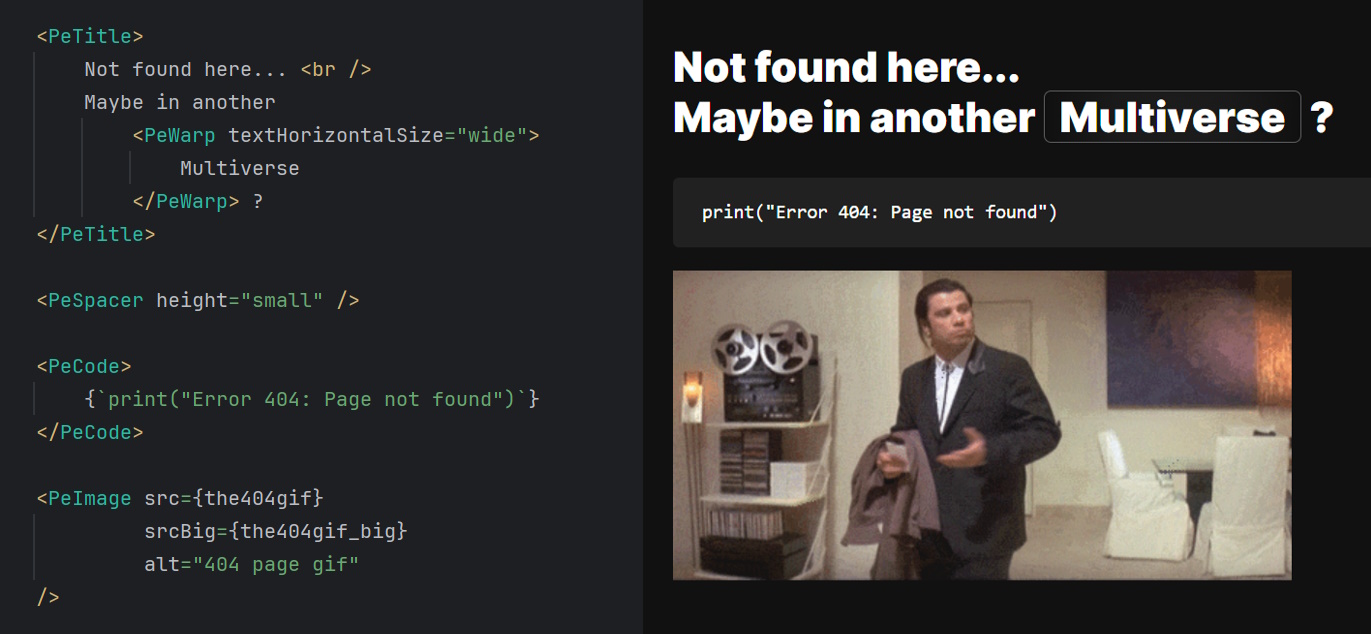 <PeTitle>
Not found here... <br />
Maybe in another
<PeWarp textHorizontalSize="wide">
Multiverse
</PeWarp> ?
</PeTitle>
<PeSpacer height="small" />
<PeCode>
{`print("Error 404: Page not found")`}
</PeCode>
<PeImage src={the404gif}
srcBig={the404gif_big}
alt="404 page gif"
/>
Not found here...
Maybe in another Multiverse ?
print("Error 404: Page not found")